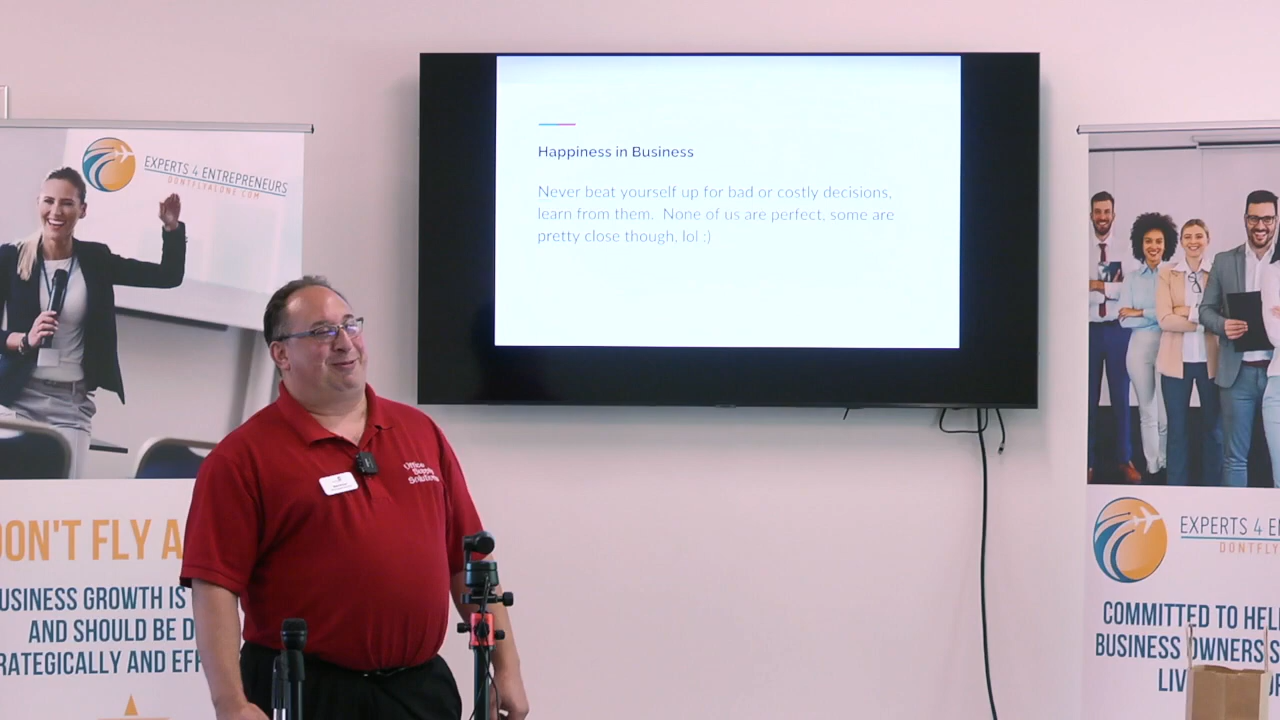 EXPERTS 4 ENTREPRENEURS
DONTFLYALONE.COM
DON'T FLY A
USINESS GROWTH IS
AND SHOULD BE D
RATEGICALLY AND EFF
Happiness in Business
Never beat yourself up for bad or costly decisions,
learn from them. None of us are perfect, some are
pretty close though, lol :)
Office
Supply
Solutions
EXPERTS 4 E
DONTFLY
COMMITTED TO HEL
BUSINESS OWNERS S
LIV